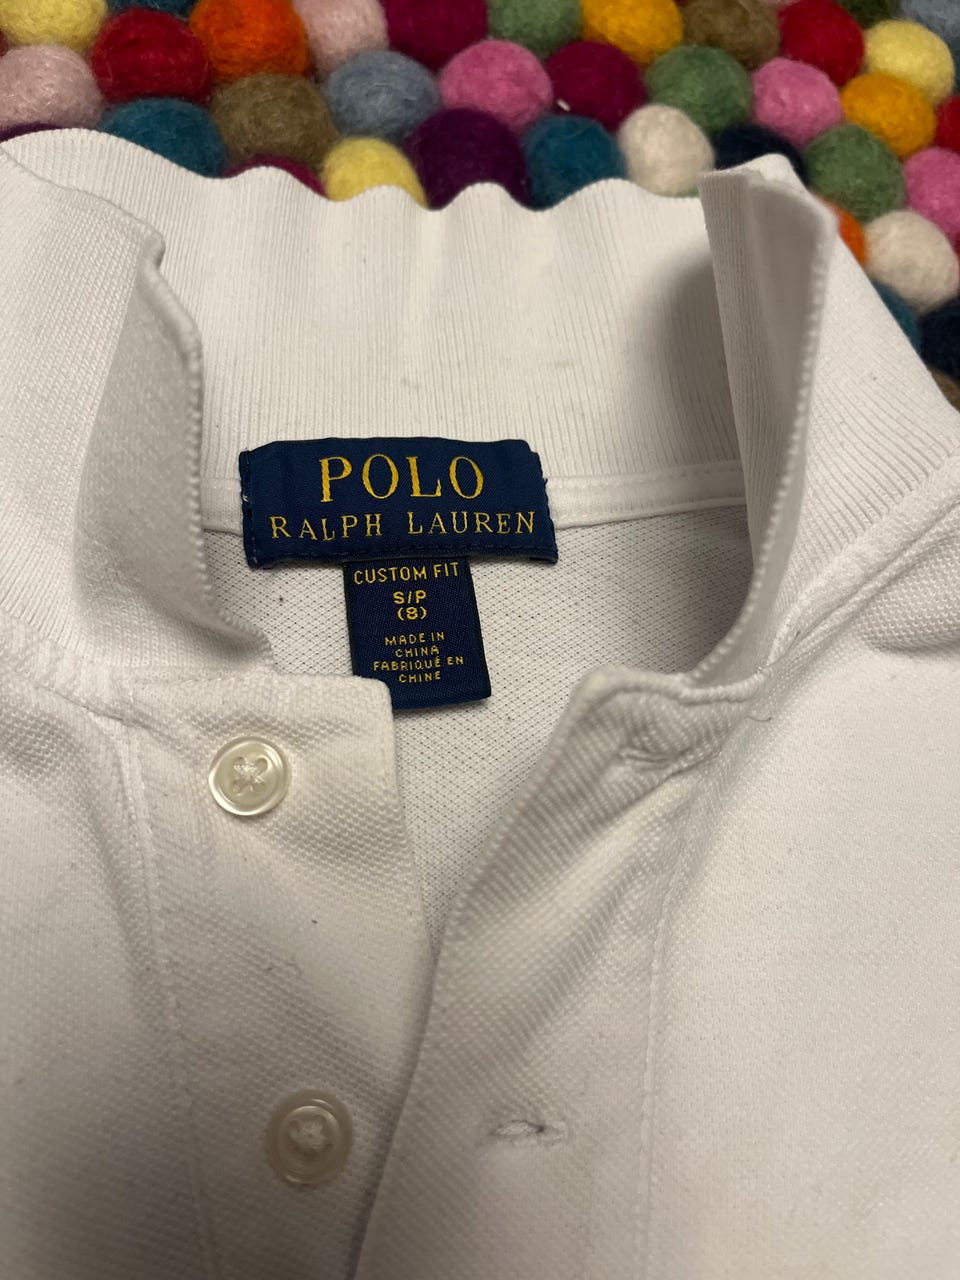 POLO
RALPH LAUREN
CUSTOM FIT
S/P
(8)
MADE IN
CHINA
FABRIQUÉ EN
CHINE